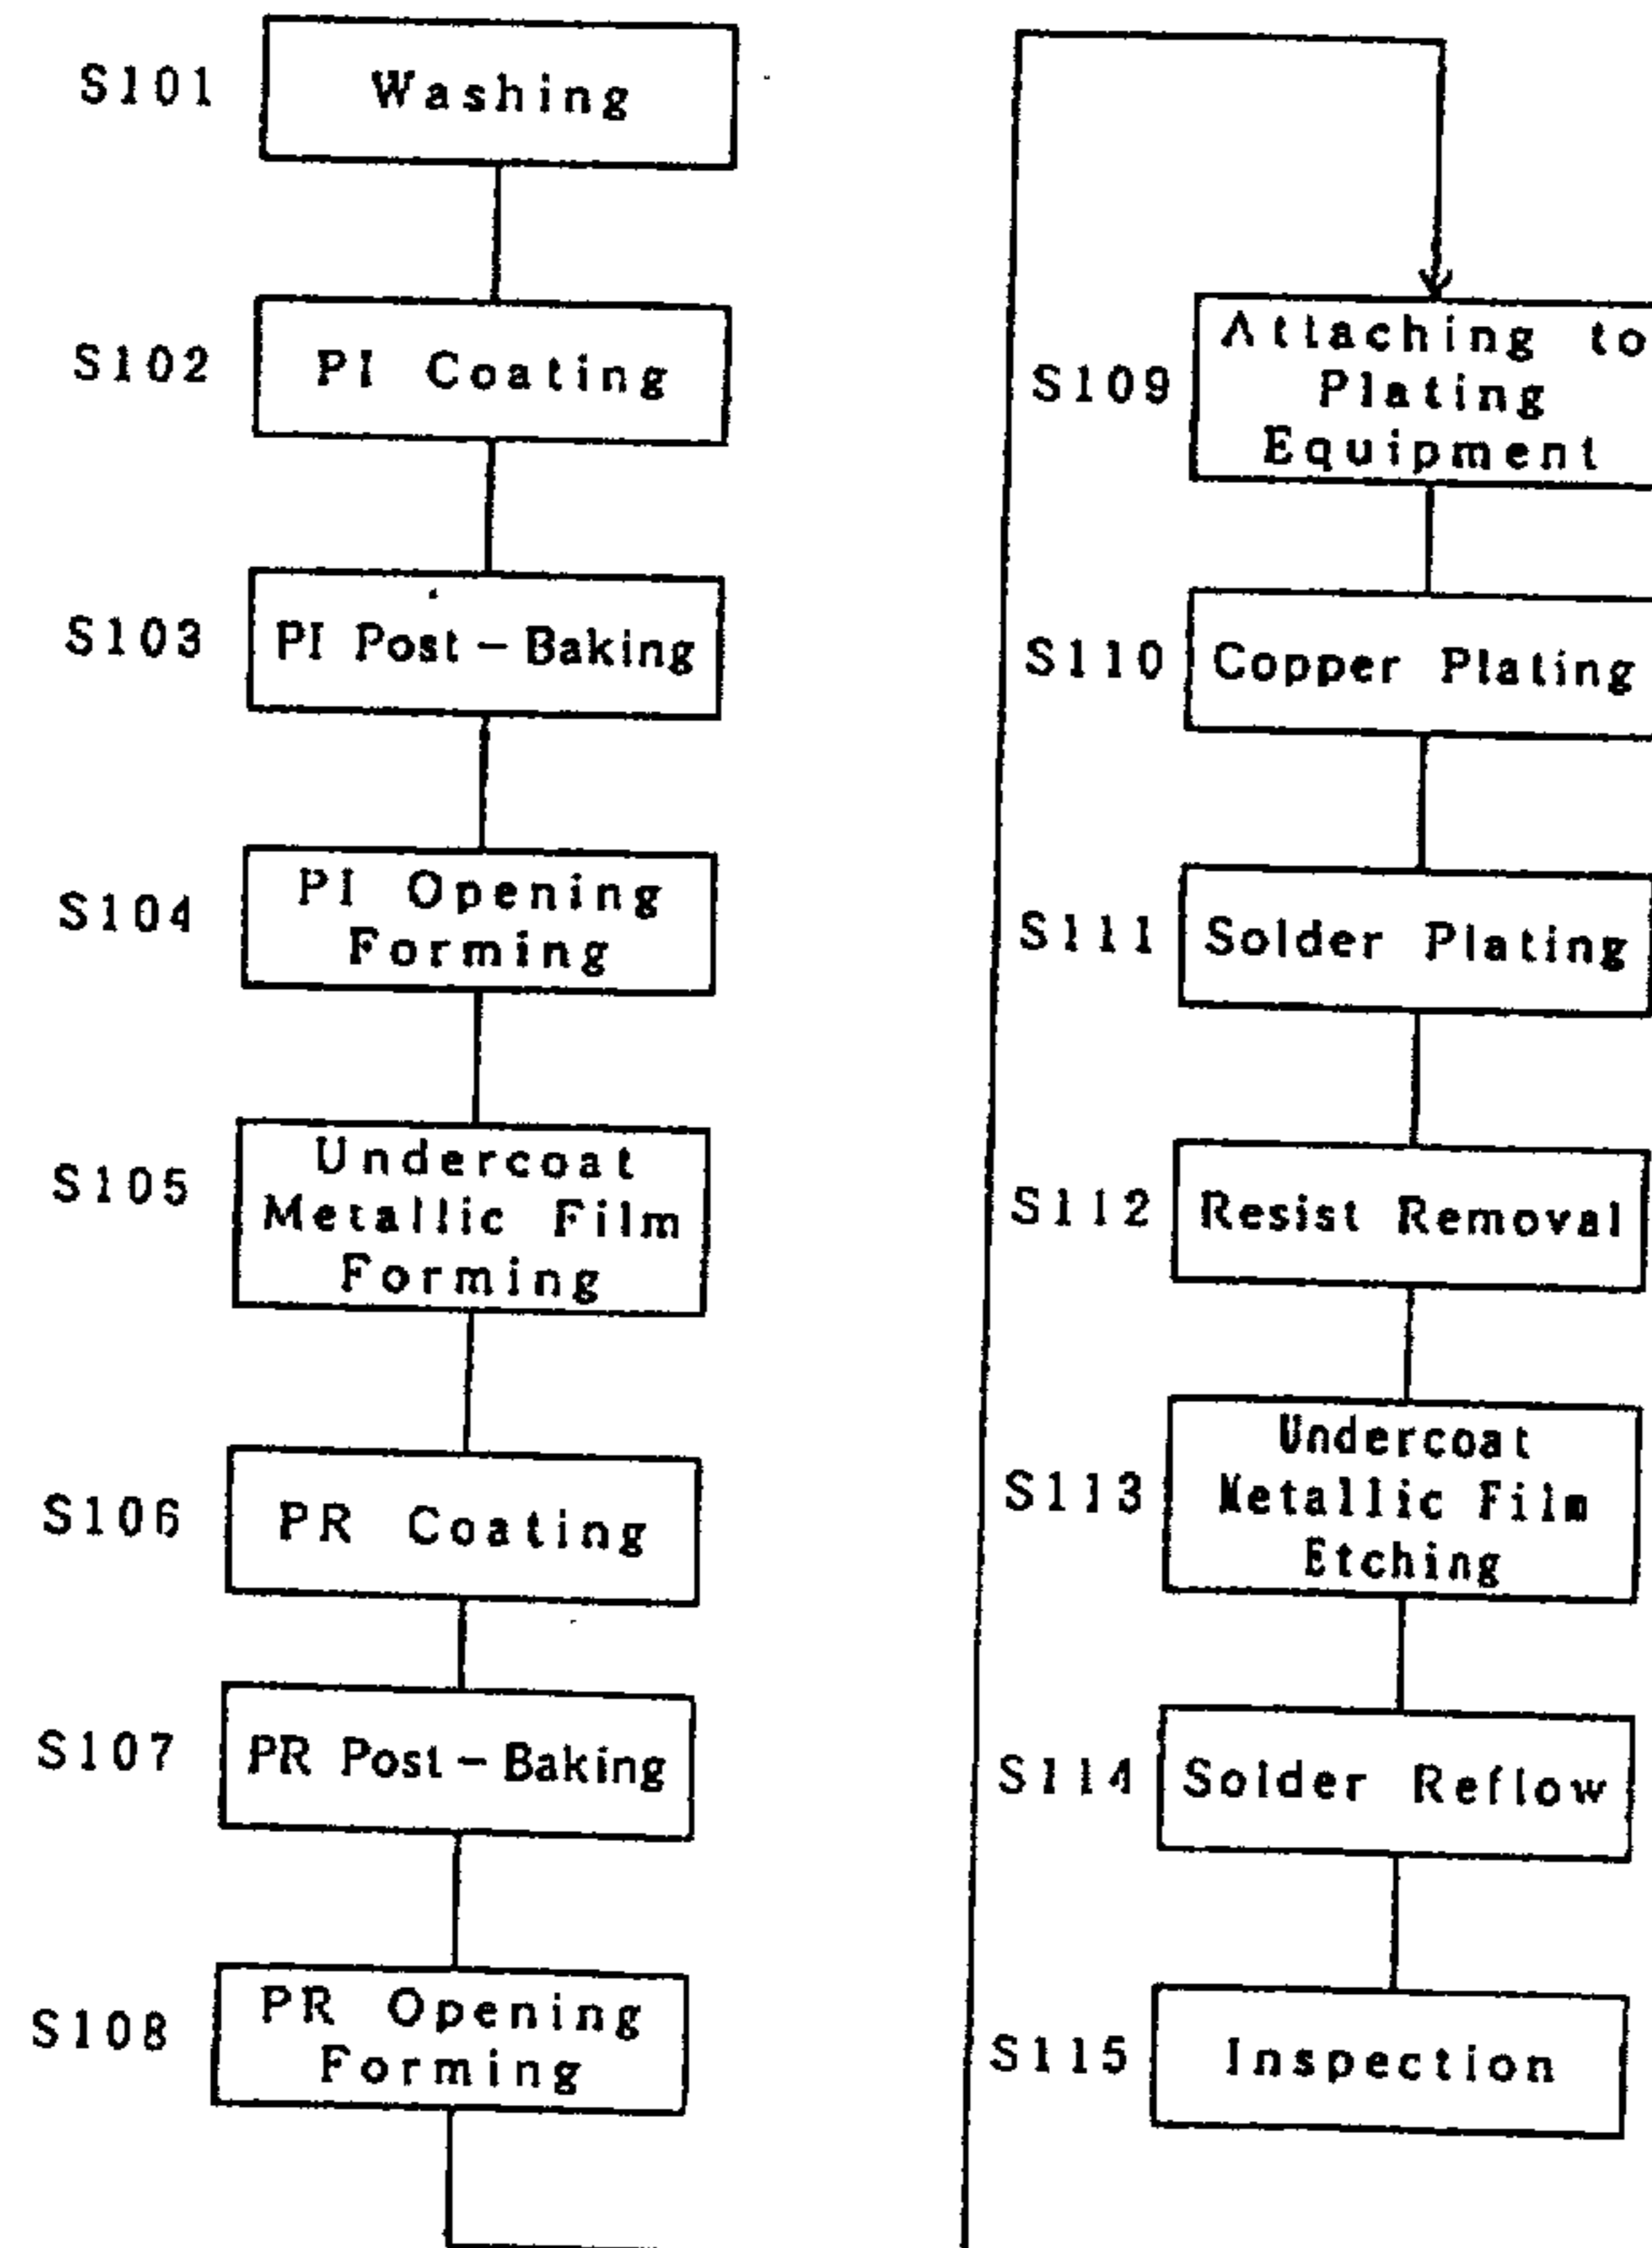 S101 Washing
S102 PI Coating
S103 PI Post-Baking
S104 PI Opening
Forming
S105 Undercoat
Metallic Film
Forming
S106 PR Coating
S107 PR Post-Baking
S108 PR Opening
Forming
S109 Attaching to
Plating
Equipment
S110 Copper Plating
S111 Solder Plating
S112 Resist Removal
S113 Undercoat
Metallic Film
Etching
S114 Solder Reflow
S115 Inspection